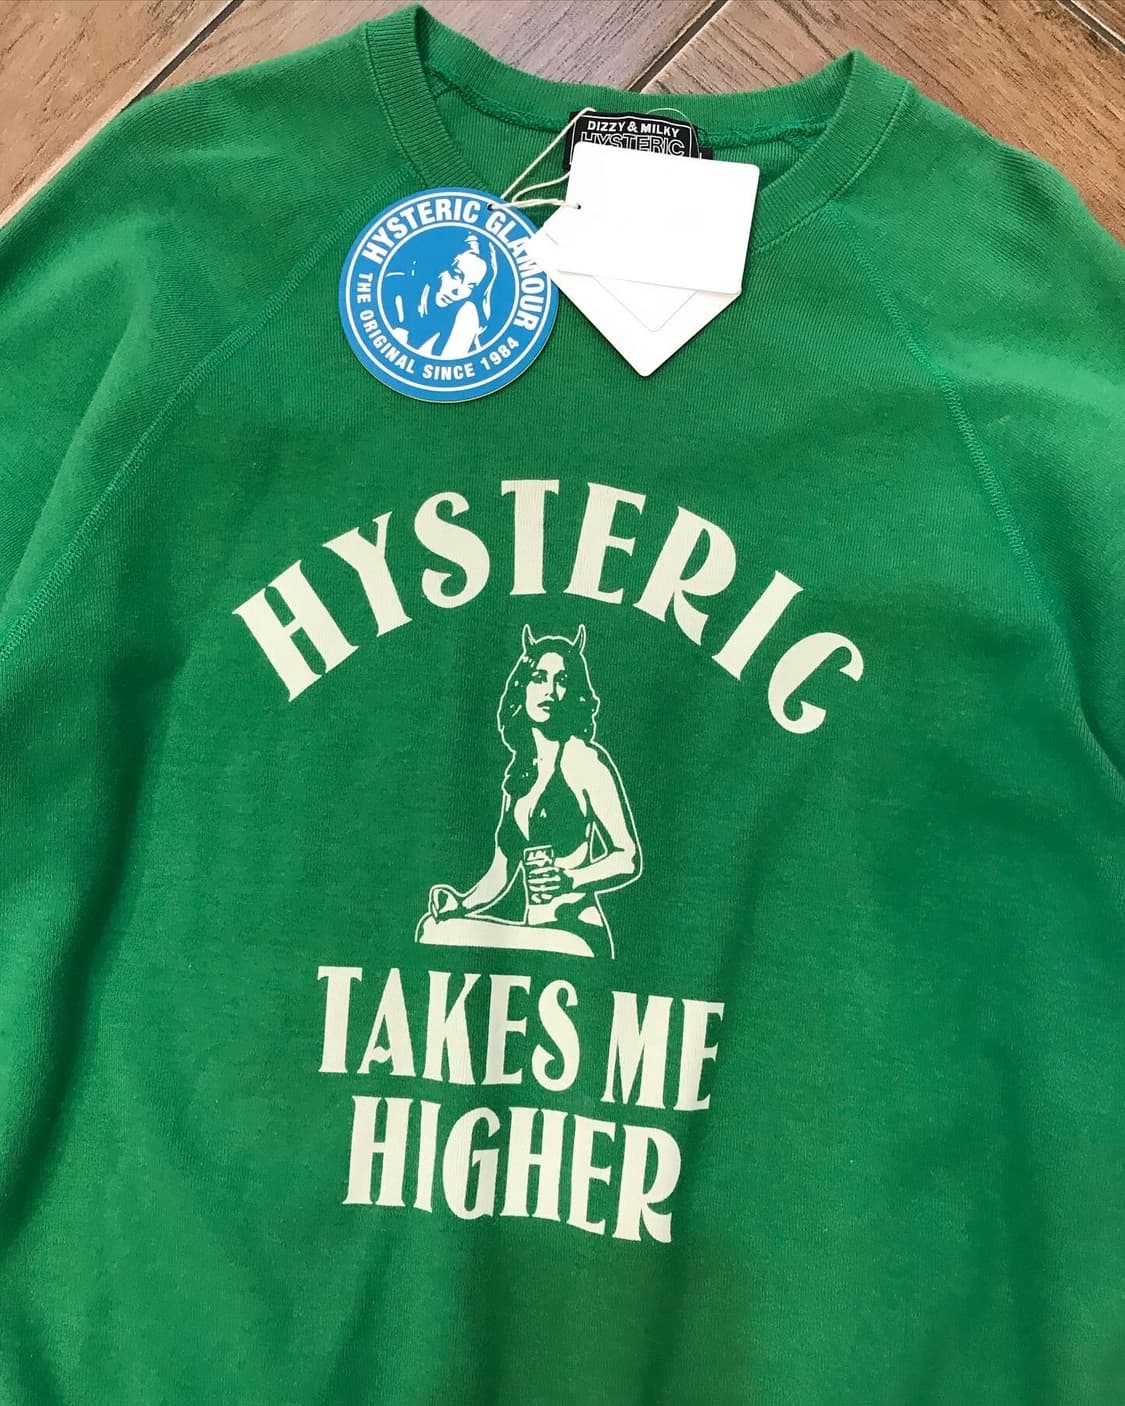 DIZZY & MILKY
HYSTERIC
HYSTERIC GLAMOUR
THE ORIGINAL SINCE 1984
HYSTERIC
TAKES ME
HIGHER